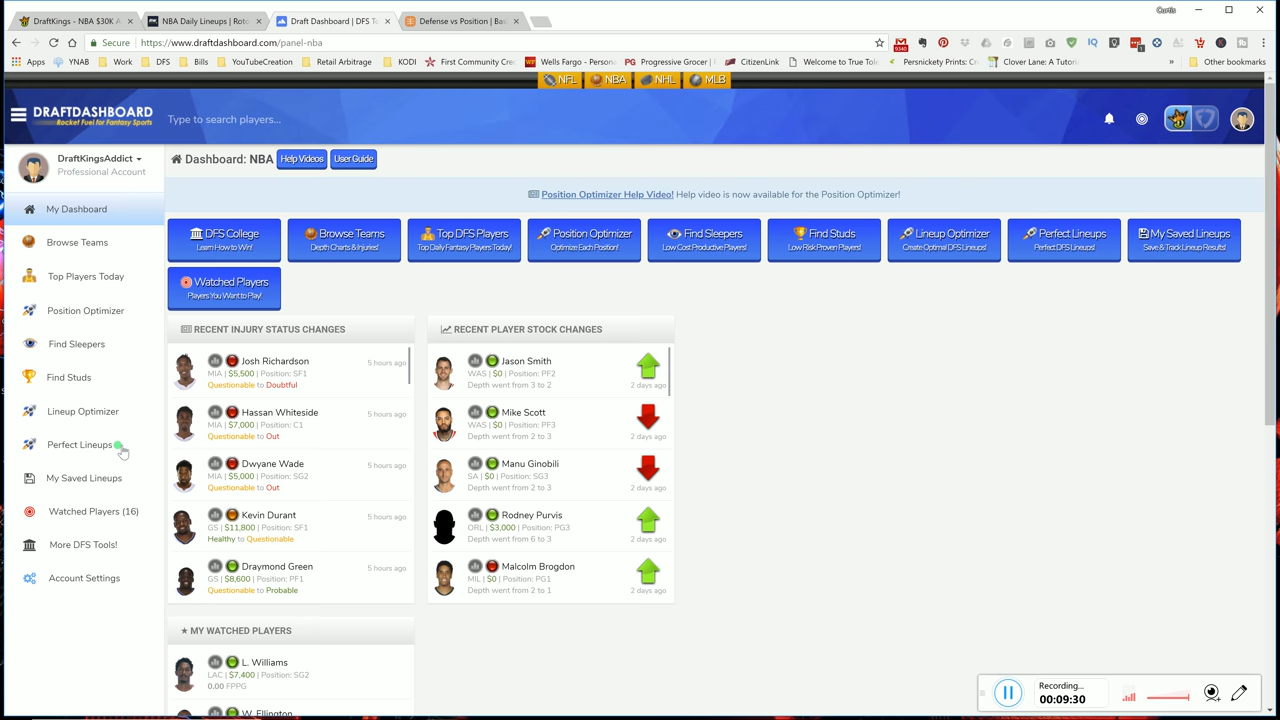 Curtis
DraftKings - NBA $30K A
NBA Daily Lineups | Roto
Draft Dashboard | DFS To
Defense vs Position | Bas
Secure
https://www.draftdashboard.com/panel-nba
Apps
YNAB
Work
DFS
Bills
YouTubeCreation
Retail Arbitrage
KODI
First Community Cre
Wells Fargo - Person
Progressive Grocer |
CitizenLink
Welcome to True Tole
Persnickety Prints: Cr
Clover Lane: A Tutor
»
Other bookmarks
NFL
NBA
NHL
MLB
DRAFTDASHBOARD
Rocket Fuel for Fantasy Sports
Type to search players...
DraftKingsAddict
Professional Account
Dashboard: NBA
Help Videos
User Guide
Position Optimizer Help Video! Help video is now available for the Position Optimizer!
My Dashboard
Browse Teams
Top Players Today
Position Optimizer
Find Sleepers
Find Studs
Lineup Optimizer
Perfect Lineups
My Saved Lineups
Watched Players (16)
More DFS Tools!
Account Settings
DFS College
Learn How to Win!
Browse Teams
Depth Charts & Injuries!
Top DFS Players
Top Daily Fantasy Players Today!
Position Optimizer
Optimize Each Position!
Find Sleepers
Low Cost Productive Players!
Find Studs
Low Risk Proven Players!
Lineup Optimizer
Create Optimal DFS Lineups!
Perfect Lineups
Perfect DFS Lineups!
My Saved Lineups
Save & Track Lineup Results!
Watched Players
Players You Want to Play!
RECENT INJURY STATUS CHANGES
Josh Richardson
5 hours ago
MIA | $5,500 | Position: SF1
Questionable to Doubtful
Hassan Whiteside
5 hours ago
MIA | $7,000 | Position: C1
Questionable to Out
Dwyane Wade
5 hours ago
MIA | $5,000 | Position: SG2
Questionable to Out
Kevin Durant
5 hours ago
GS | $11,800 | Position: SF1
Healthy to Questionable
Draymond Green
5 hours ago
GS | $8,600 | Position: PF1
Questionable to Probable
RECENT PLAYER STOCK CHANGES
Jason Smith
WAS | $0 | Position: PF2
Depth went from 3 to 2
2 days ago
Mike Scott
WAS | $0 | Position: PF3
Depth went from 2 to 3
2 days ago
Manu Ginobili
SA | $0 | Position: SG3
Depth went from 2 to 3
2 days ago
Rodney Purvis
ORL | $3,000 | Position: PG3
Depth went from 6 to 3
2 days ago
Malcolm Brogdon
MIL | $0 | Position: PG1
Depth went from 2 to 1
2 days ago
MY WATCHED PLAYERS
L. Williams
LAC | $7,400 | Position: SG2
0.00 FPPG
W. Ellington
Recording...
00:09:30